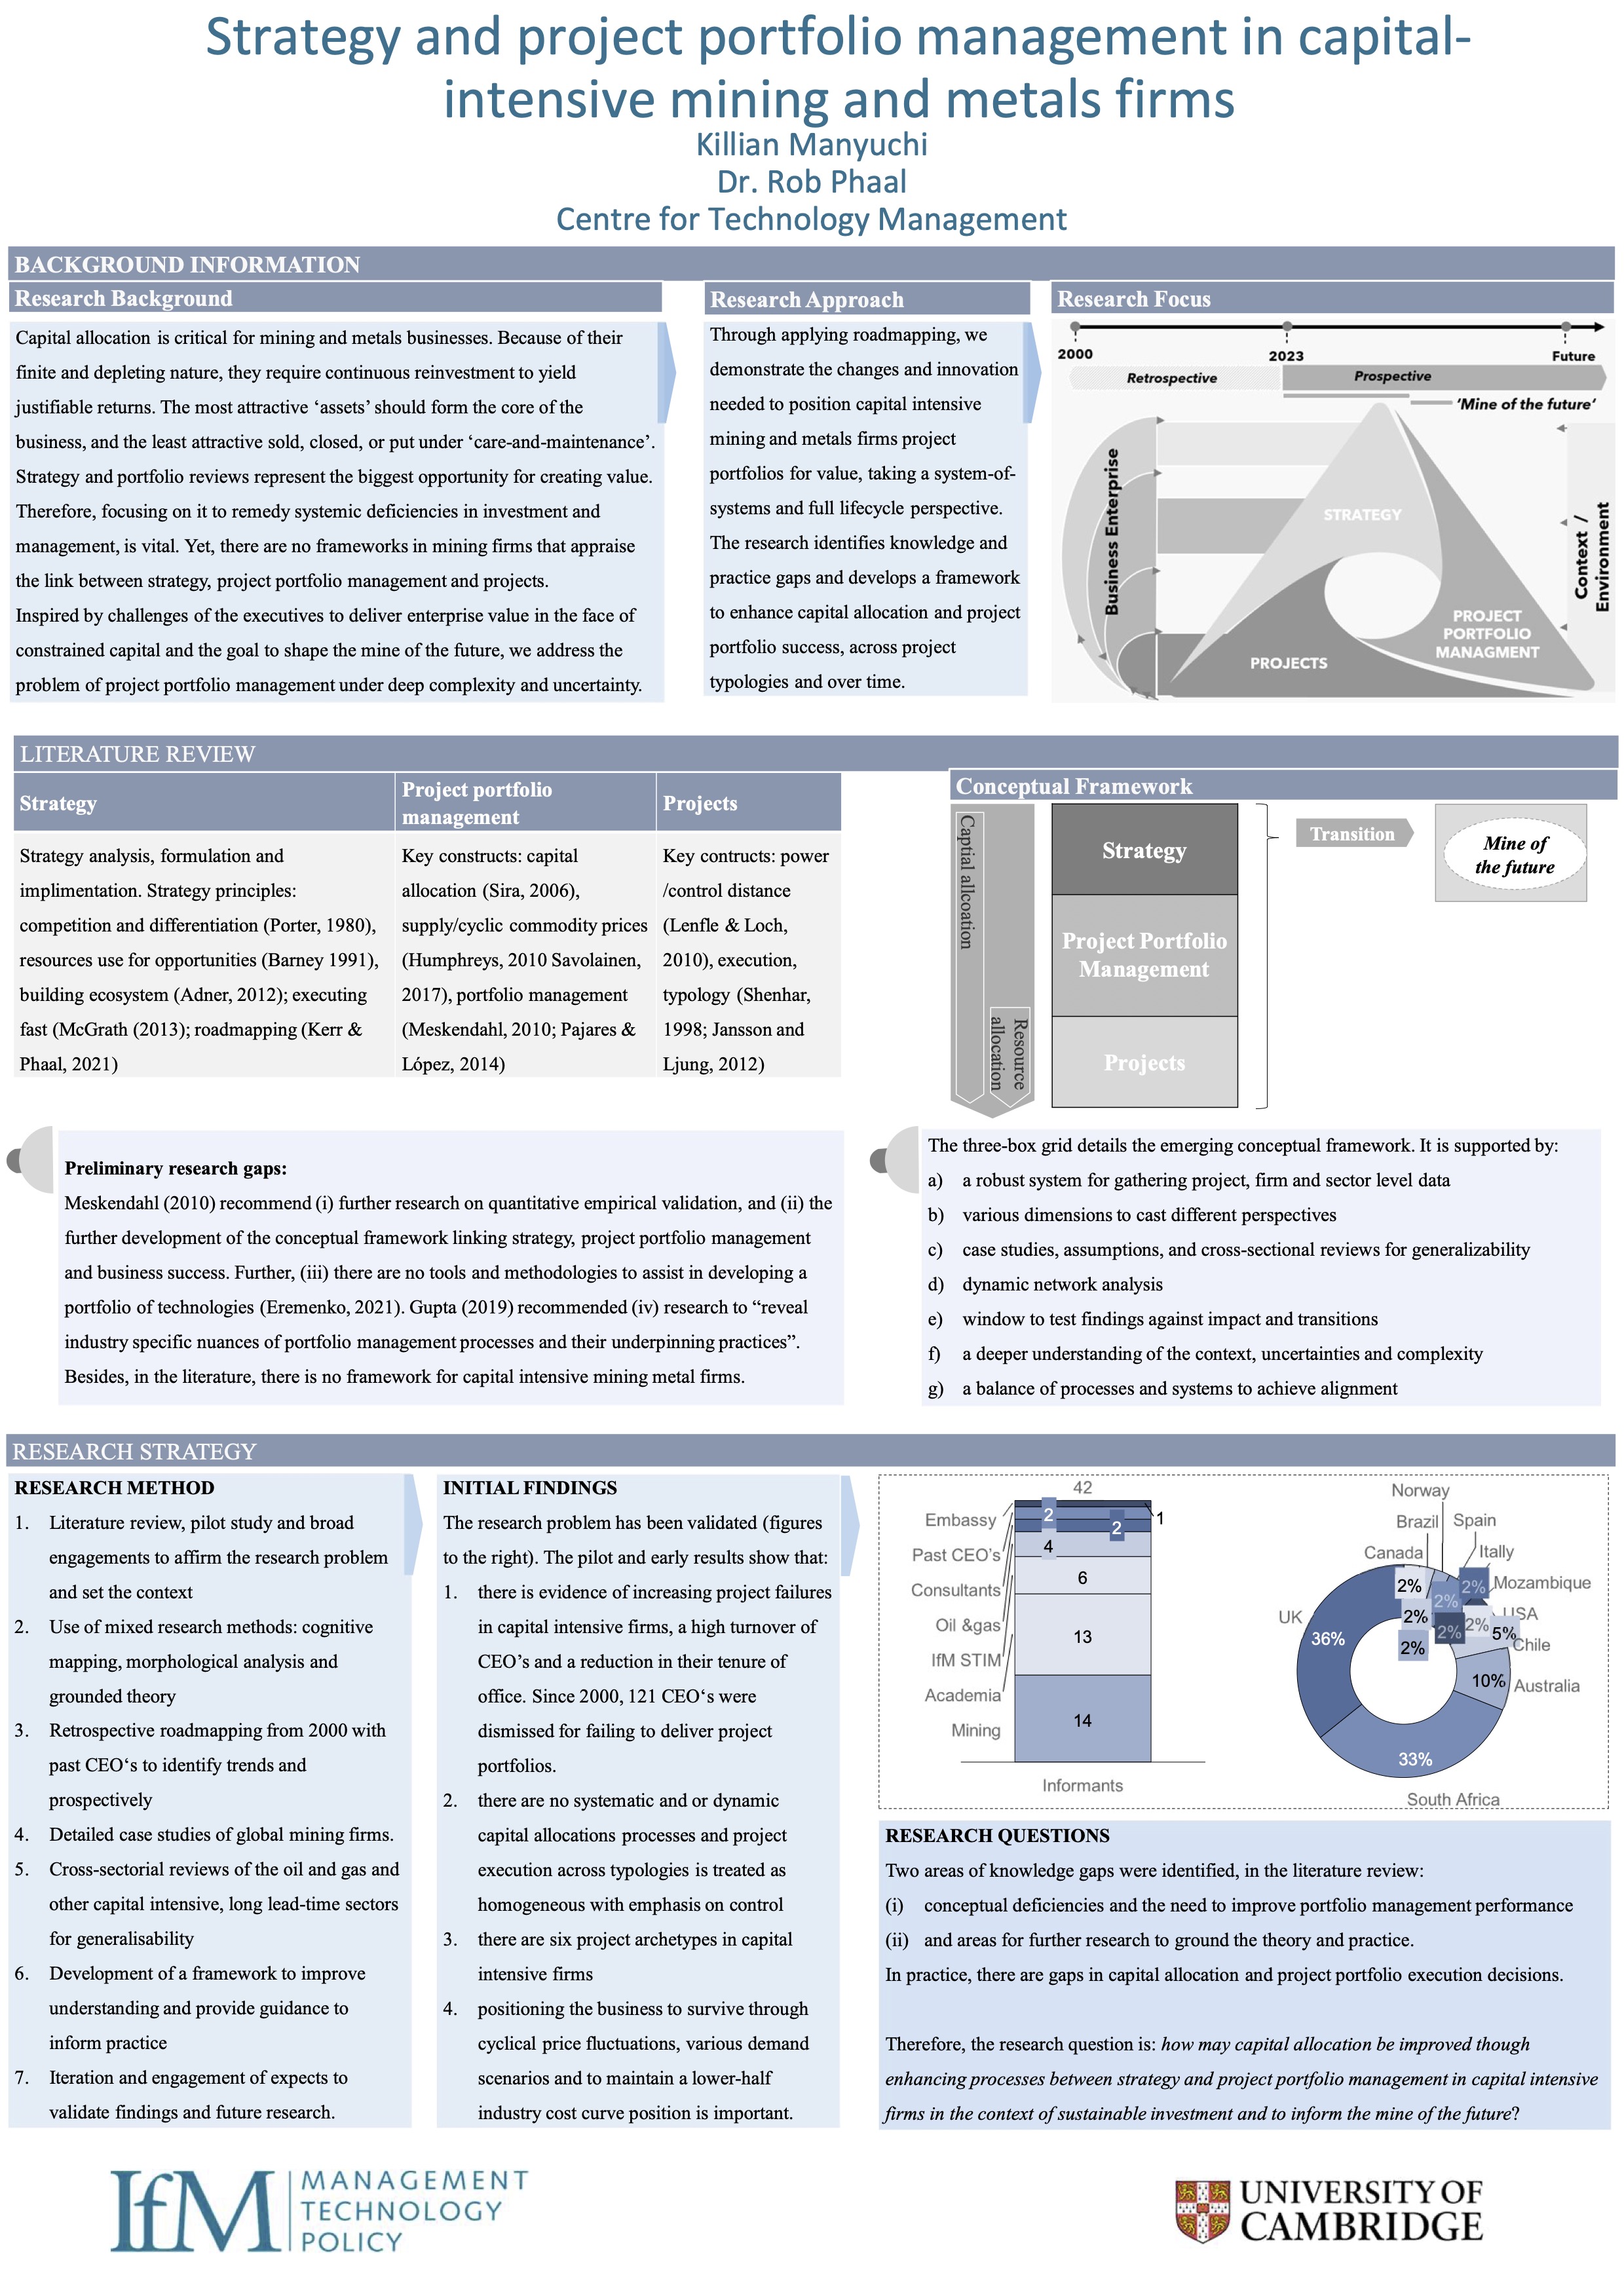 Strategy and project portfolio management in capital-
intensive mining and metals firms
Killian Manyuchi
Dr. Rob Phaal
Centre for Technology Management
BACKGROUND INFORMATION
Research Background
Capital allocation is critical for mining and metals businesses. Because of their
finite and depleting nature, they require continuous reinvestment to yield
justifiable returns. The most attractive ‘assets’ should form the core of the
business, and the least attractive sold, closed, or put under ‘care-and-maintenance’.
Strategy and portfolio reviews represent the biggest opportunity for creating value.
Therefore, focusing on it to remedy systemic deficiencies in investment and
management, is vital. Yet, there are no frameworks in mining firms that appraise
the link between strategy, project portfolio management and projects.
Inspired by challenges of the executives to deliver enterprise value in the face of
constrained capital and the goal to shape the mine of the future, we address the
problem of project portfolio management under deep complexity and uncertainty.
Research Approach
Through applying roadmapping, we
demonstrate the changes and innovation
needed to position capital intensive
mining and metals firms project
portfolios for value, taking a system-of-
systems and full lifecycle perspective.
The research identifies knowledge and
practice gaps and develops a framework
to enhance capital allocation and project
portfolio success, across project
typologies and over time.
Research Focus
2000
2023
Future
Retrospective
Prospective
‘Mine of the future‘
Business Enterprise
STRATEGY
PROJECTS
PROJECT
PORTFOLIO
MANAGMENT
Context /
Environment
LITERATURE REVIEW
Strategy
Strategy analysis, formulation and
implimentation. Strategy principles:
competition and differentiation (Porter, 1980),
resources use for opportunities (Barney 1991),
building ecosystem (Adner, 2012); executing
fast (McGrath (2013); roadmapping (Kerr &
Phaal, 2021)
Project portfolio
management
Key constructs: capital
allocation (Sira, 2006),
supply/cyclic commodity prices
(Humphreys, 2010 Savolainen,
2017), portfolio management
(Meskendahl, 2010; Pajares &
López, 2014)
Projects
Key contructs: power
/control distance
(Lenfle & Loch,
2010), execution,
typology (Shenhar,
1998; Jansson and
Ljung, 2012)
Conceptual Framework
Captial allcoation
Resource
allocation
Strategy
Project Portfolio
Management
Projects
Transition
Mine of
the future
Preliminary research gaps:
Meskendahl (2010) recommend (i) further research on quantitative empirical validation, and (ii) the
further development of the conceptual framework linking strategy, project portfolio management
and business success. Further, (iii) there are no tools and methodologies to assist in developing a
portfolio of technologies (Eremenko, 2021). Gupta (2019) recommended (iv) research to “reveal
industry specific nuances of portfolio management processes and their underpinning practices”.
Besides, in the literature, there is no framework for capital intensive mining metal firms.
The three-box grid details the emerging conceptual framework. It is supported by:
a) a robust system for gathering project, firm and sector level data
b) various dimensions to cast different perspectives
c) case studies, assumptions, and cross-sectional reviews for generalizability
d) dynamic network analysis
e) window to test findings against impact and transitions
f) a deeper understanding of the context, uncertainties and complexity
g) a balance of processes and systems to achieve alignment
RESEARCH STRATEGY
RESEARCH METHOD
1. Literature review, pilot study and broad
engagements to affirm the research problem
and set the context
2. Use of mixed research methods: cognitive
mapping, morphological analysis and
grounded theory
3. Retrospective roadmapping from 2000 with
past CEO‘s to identify trends and
prospectively
4. Detailed case studies of global mining firms.
5. Cross-sectorial reviews of the oil and gas and
other capital intensive, long lead-time sectors
for generalisability
6. Development of a framework to improve
understanding and provide guidance to
inform practice
7. Iteration and engagement of expects to
validate findings and future research.
INITIAL FINDINGS
The research problem has been validated (figures
to the right). The pilot and early results show that:
1. there is evidence of increasing project failures
in capital intensive firms, a high turnover of
CEO’s and a reduction in their tenure of
office. Since 2000, 121 CEO‘s were
dismissed for failing to deliver project
portfolios.
2. there are no systematic and or dynamic
capital allocations processes and project
execution across typologies is treated as
homogeneous with emphasis on control
3. there are six project archetypes in capital
intensive firms
4. positioning the business to survive through
cyclical price fluctuations, various demand
scenarios and to maintain a lower-half
industry cost curve position is important.
42
Embassy
Past CEO’s
Consultants
Oil &gas
IfM STIM
Academia
Mining
1
2
2
4
6
13
14
Informants
Norway
Brazil
Spain
Canada
Itally
Mozambique
USA
Chile
Australia
South Africa
UK
2%
2%
2%
2%
2%
2%
2%
5%
10%
33%
36%
RESEARCH QUESTIONS
Two areas of knowledge gaps were identified, in the literature review:
(i) conceptual deficiencies and the need to improve portfolio management performance
(ii) and areas for further research to ground the theory and practice.
In practice, there are gaps in capital allocation and project portfolio execution decisions.
Therefore, the research question is: how may capital allocation be improved though
enhancing processes between strategy and project portfolio management in capital intensive
firms in the context of sustainable investment and to inform the mine of the future?
IfM
MANAGEMENT
TECHNOLOGY
POLICY
UNIVERSITY OF
CAMBRIDGE